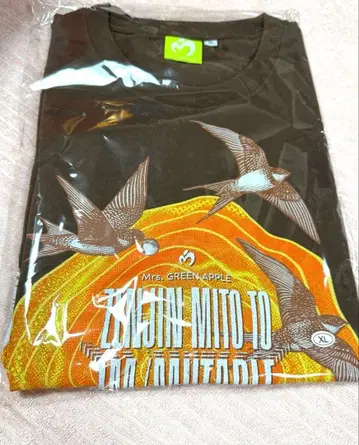 Mrs. GREEN APPLE
ZENJIN MITO TO
XL